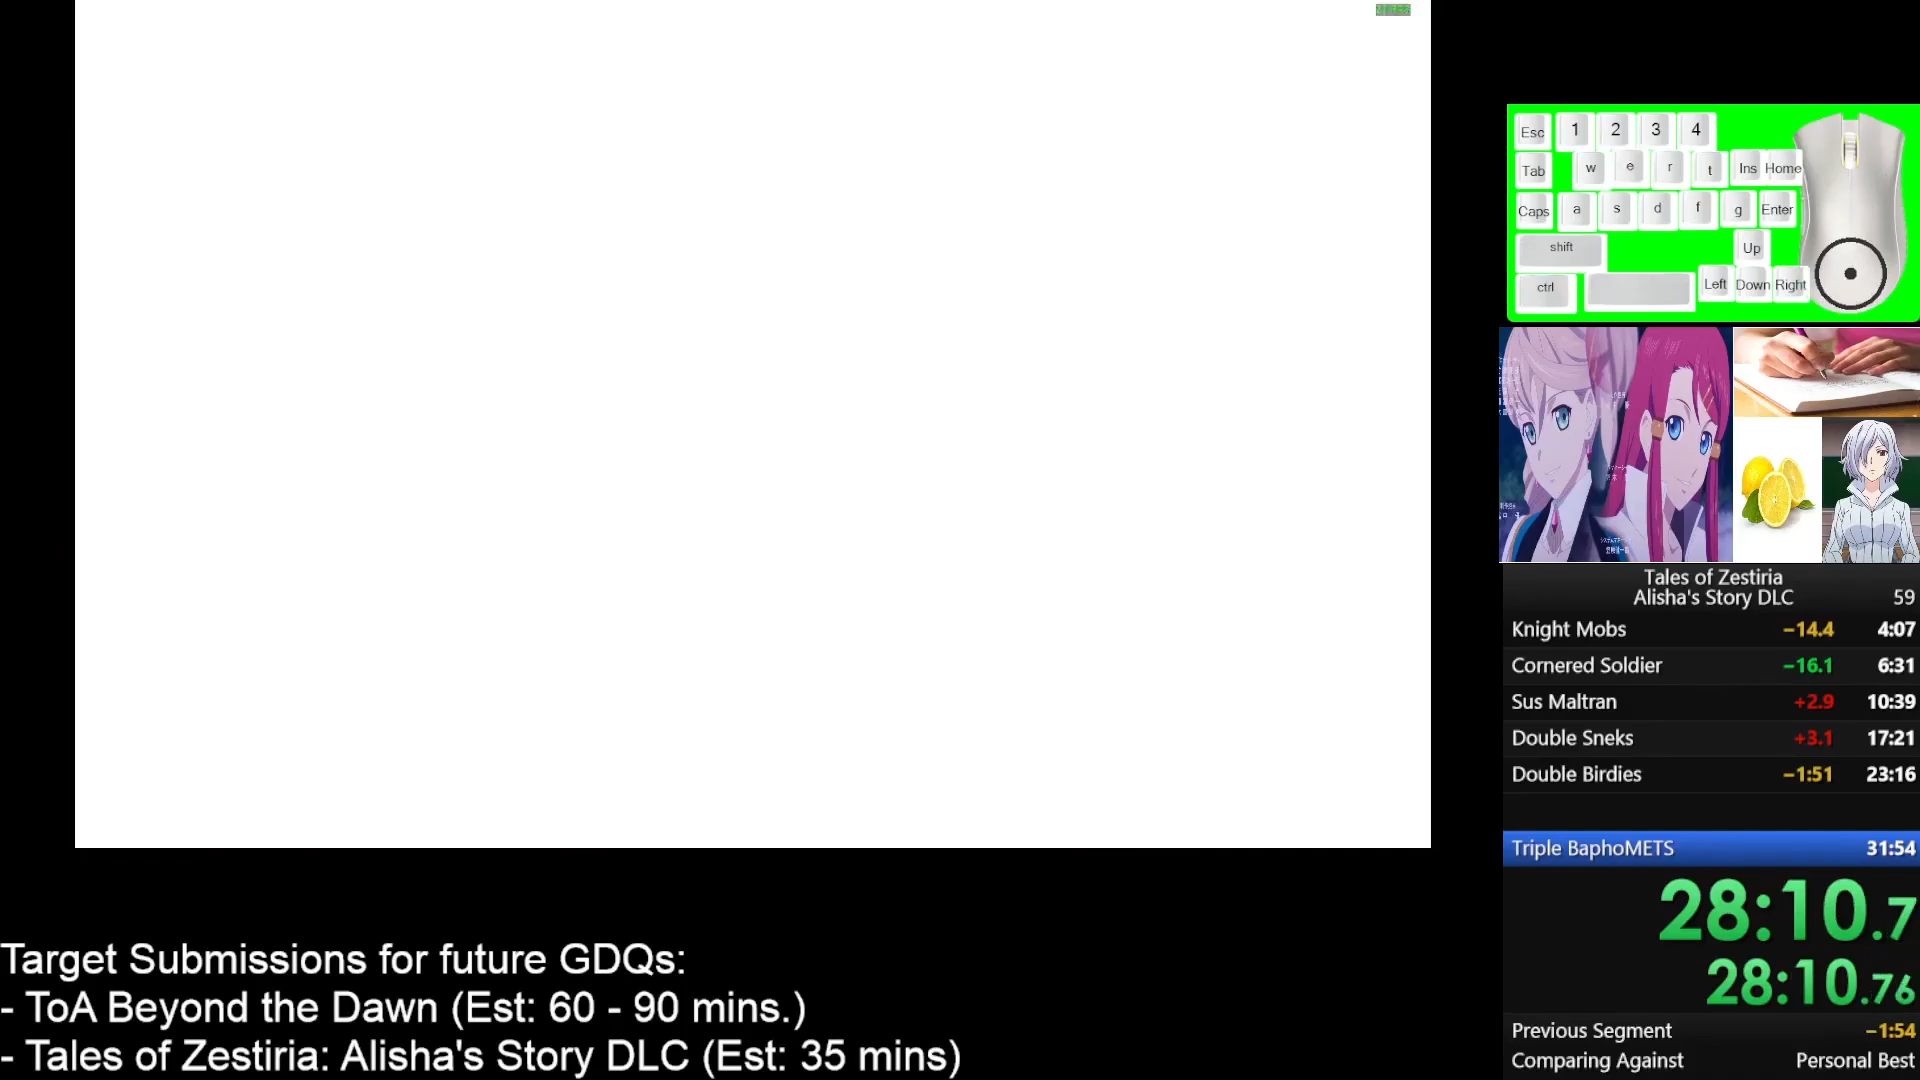 Esc 1 2 3 4
Tab w e r t Ins Home
Caps a s d f g Enter
shift Up
ctrl Left Down Right
Tales of Zestiria
Alisha's Story DLC 59
Knight Mobs −14.4 4:07
Cornered Soldier −16.1 6:31
Sus Maltran +2.9 10:39
Double Sneks +3.1 17:21
Double Birdies −1:51 23:16
Triple BaphoMETS 31:54
28:10.7
28:10.76
Previous Segment −1:54
Comparing Against Personal Best
Target Submissions for future GDQs:
- ToA Beyond the Dawn (Est: 60 - 90 mins.)
- Tales of Zestiria: Alisha's Story DLC (Est: 35 mins)